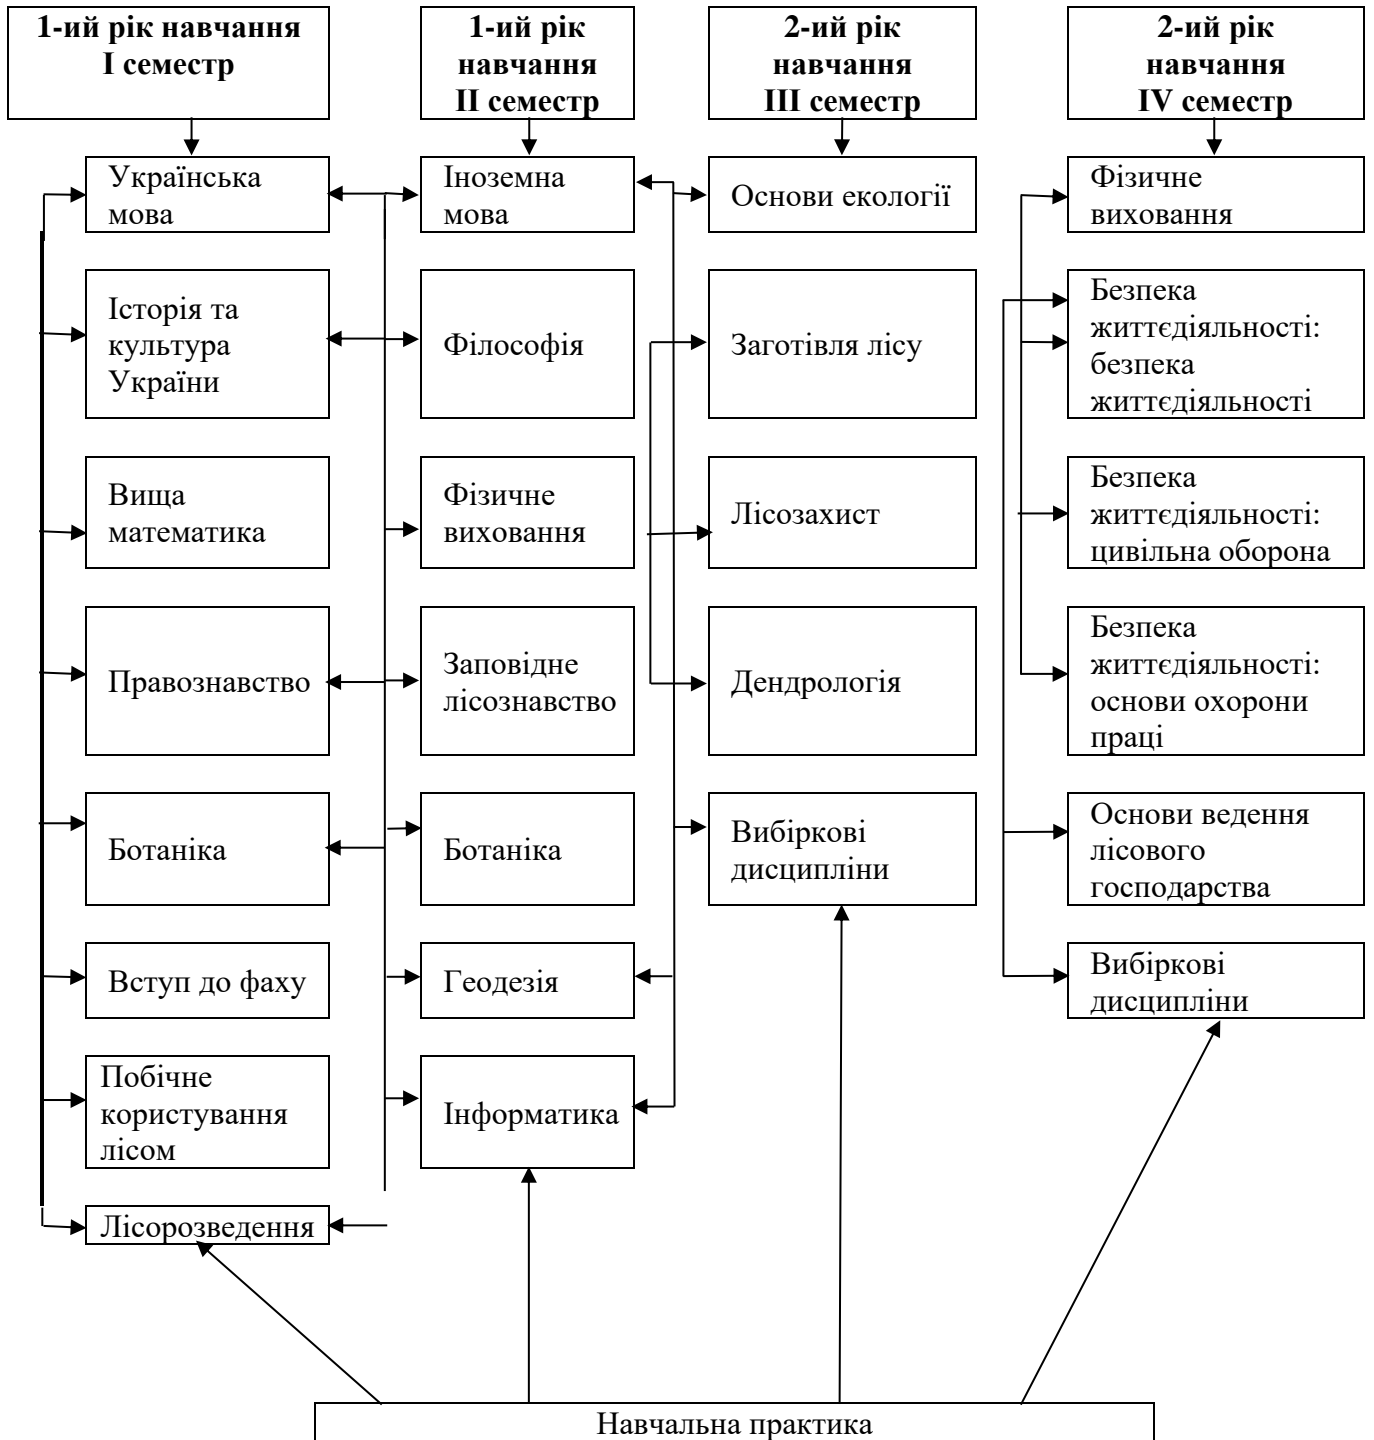 1-ий рік навчання
І семестр
1-ий рік
навчання
ІІ семестр
2-ий рік
навчання
ІІІ семестр
2-ий рік
навчання
IV семестр
Українська
мова
Історія та
культура
України
Вища
математика
Правознавство
Ботаніка
Вступ до фаху
Побічне
користування
лісом
Лісорозведення
Іноземна
мова
Філософія
Фізичне
виховання
Заповідне
лісознавство
Ботаніка
Геодезія
Інформатика
Основи екології
Заготівля лісу
Лісозахист
Дендрологія
Вибіркові
дисципліни
Фізичне
виховання
Безпека
життєдіяльності:
безпека
життєдіяльності
Безпека
життєдіяльності:
цивільна оборона
Безпека
життєдіяльності:
основи охорони
праці
Основи ведення
лісового
господарства
Вибіркові
дисципліни
Навчальна практика